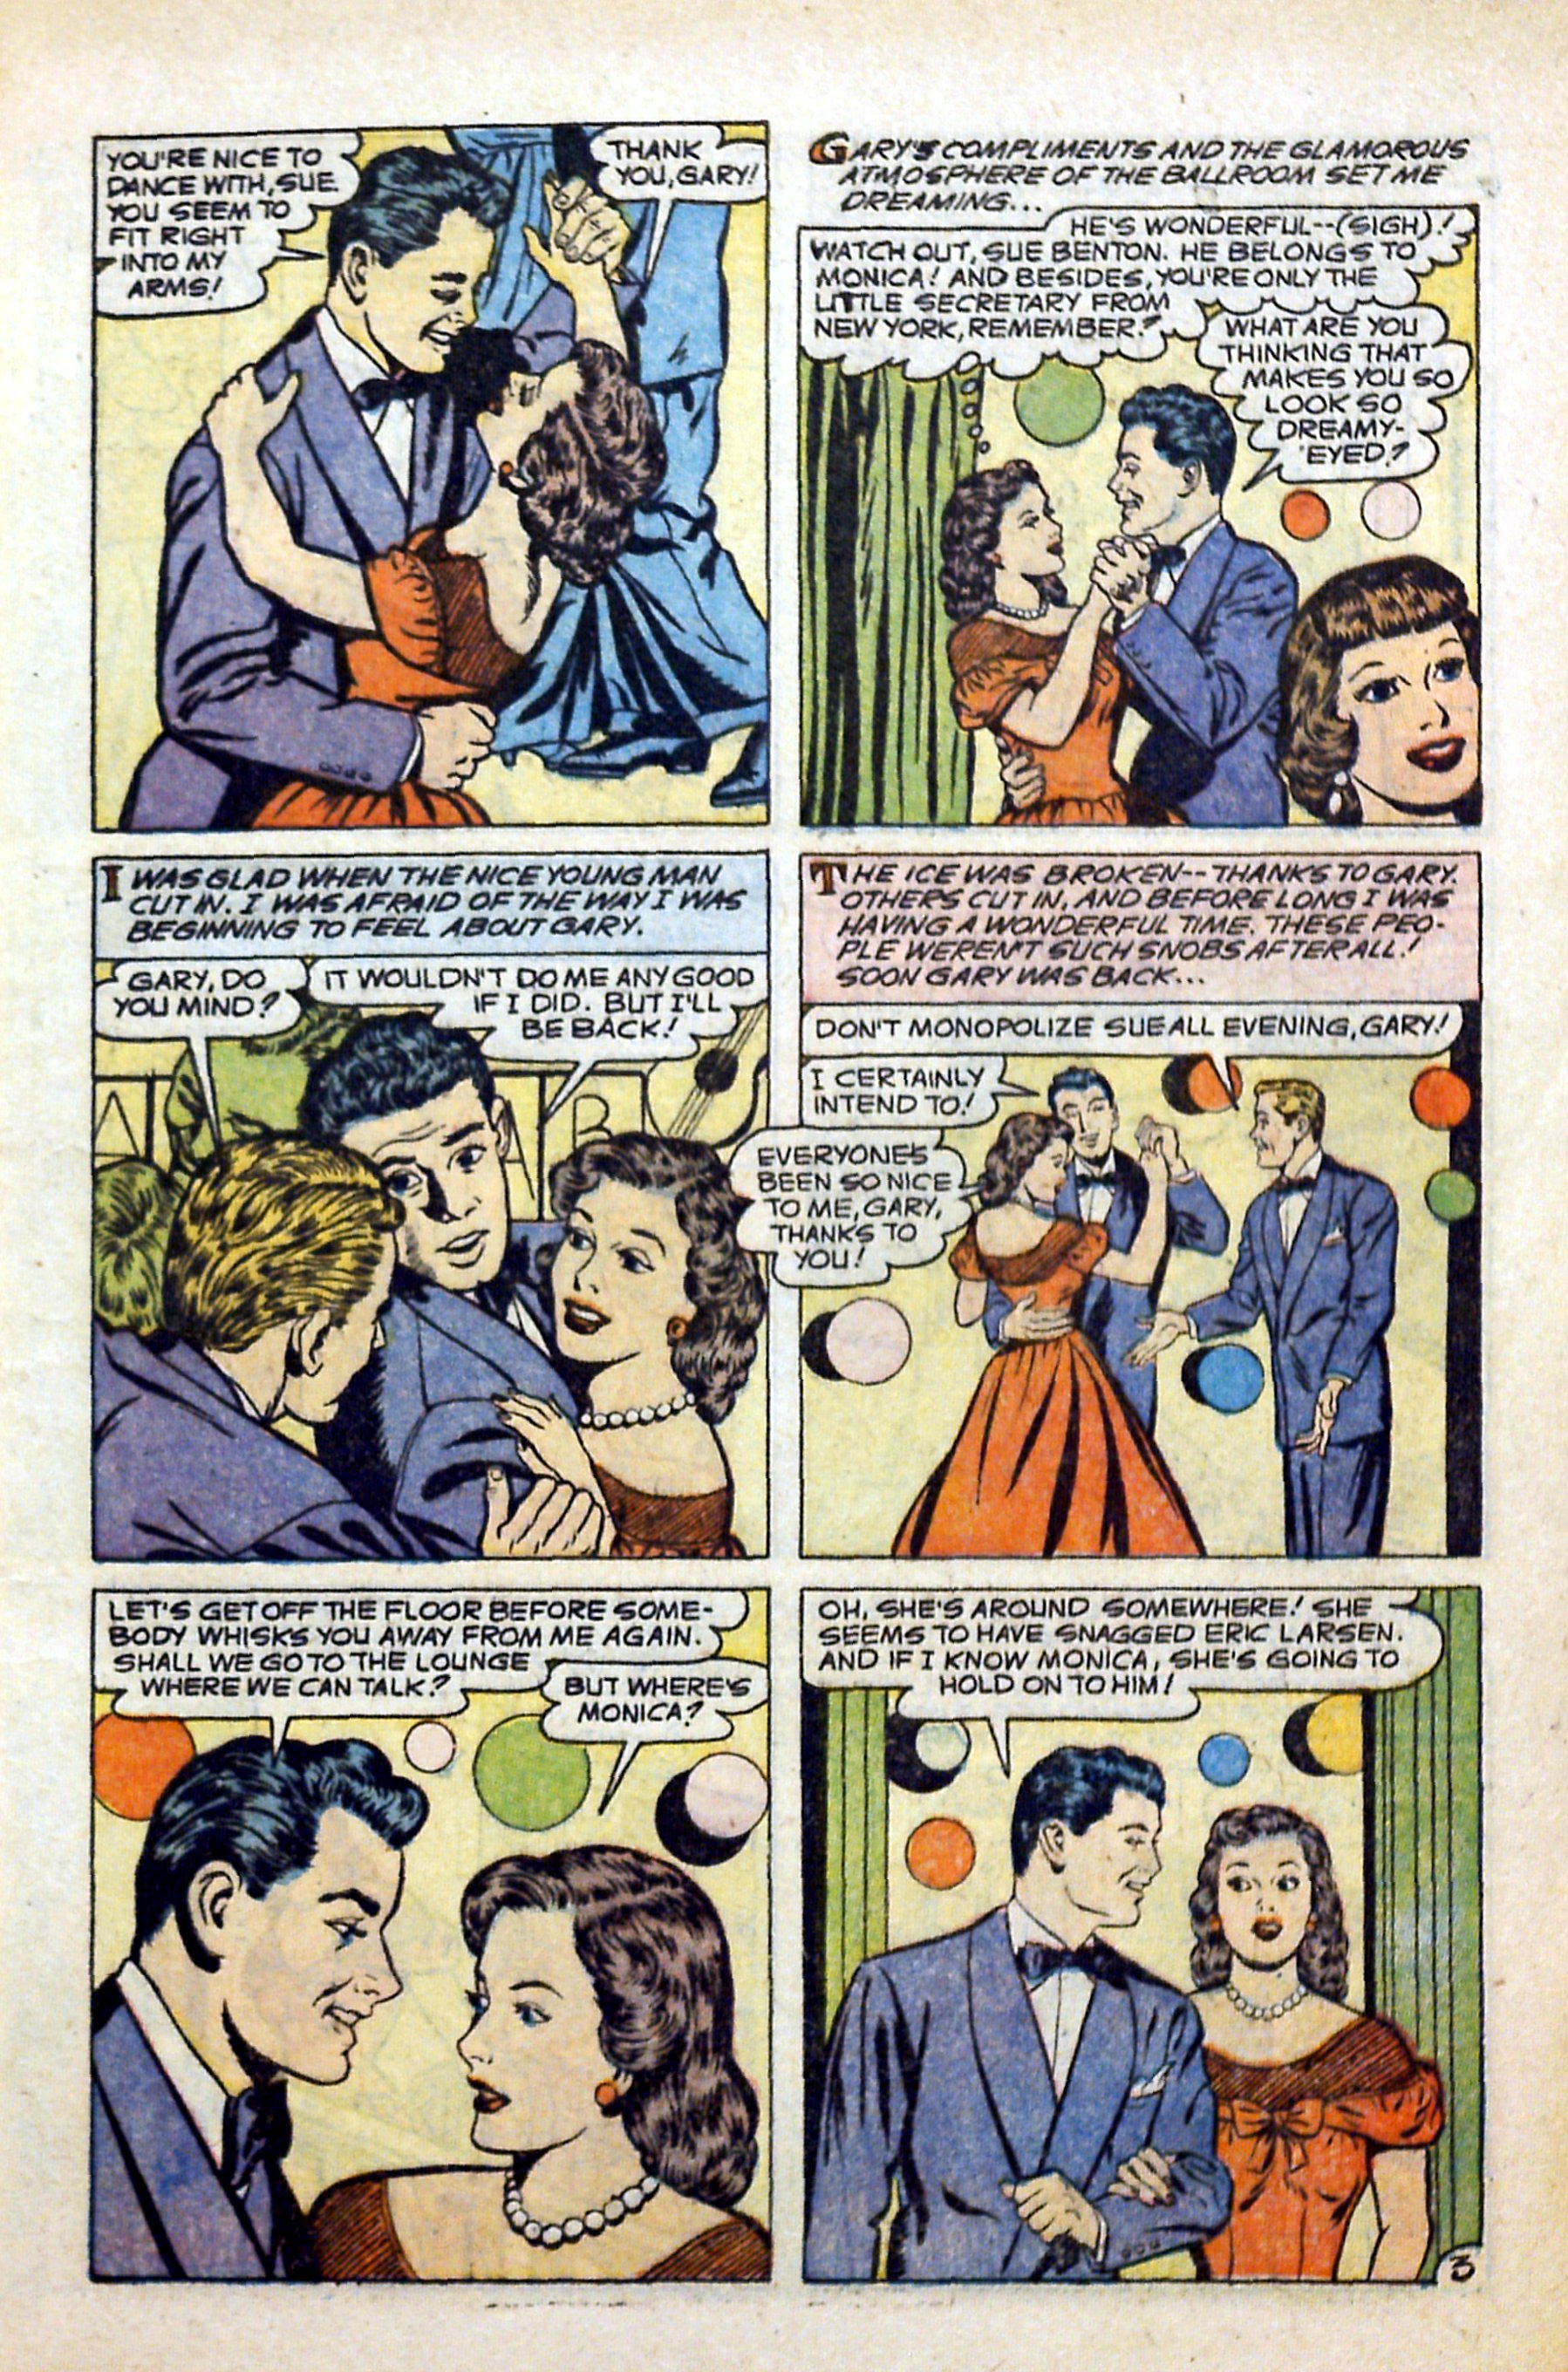 YOU'RE NICE TO
DANCE WITH, SUE.
YOU SEEM TO
FIT RIGHT
INTO MY
ARMS!
THANK
YOU, GARY!
GARY'S COMPLIMENTS AND THE GLAMOROUS
ATMOSPHERE OF THE BALLROOM SET ME
DREAMING...
HE'S WONDERFUL--(SIGH)!
WATCH OUT, SUE BENTON. HE BELONGS TO
MONICA! AND BESIDES, YOU'RE ONLY THE
LITTLE SECRETARY FROM
NEW YORK, REMEMBER?
WHAT ARE YOU
THINKING THAT
MAKES YOU SO
LOOK SO
DREAMY-
EYED?
I WAS GLAD WHEN THE NICE YOUNG MAN
CUT IN. I WAS AFRAID OF THE WAY I WAS
BEGINNING TO FEEL ABOUT GARY.
GARY, DO
YOU MIND?
IT WOULDN'T DO ME ANY GOOD
IF I DID. BUT I'LL
BE BACK!
THE ICE WAS BROKEN--THANKS TO GARY.
OTHERS CUT IN, AND BEFORE LONG I WAS
HAVING A WONDERFUL TIME. THESE PEO-
PLE WEREN'T SUCH SNOBS AFTER ALL!
SOON GARY WAS BACK...
DON'T MONOPOLIZE SUE ALL EVENING, GARY!
I CERTAINLY
INTEND TO!
EVERYONE'S
BEEN SO NICE
TO ME, GARY,
THANKS TO
YOU!
LET'S GET OFF THE FLOOR BEFORE SOME-
BODY WHISKS YOU AWAY FROM ME AGAIN.
SHALL WE GO TO THE LOUNGE
WHERE WE CAN TALK?
BUT WHERE'S
MONICA?
OH, SHE'S AROUND SOMEWHERE! SHE
SEEMS TO HAVE SNAGGED ERIC LARSEN.
AND IF I KNOW MONICA, SHE'S GOING TO
HOLD ON TO HIM!
3